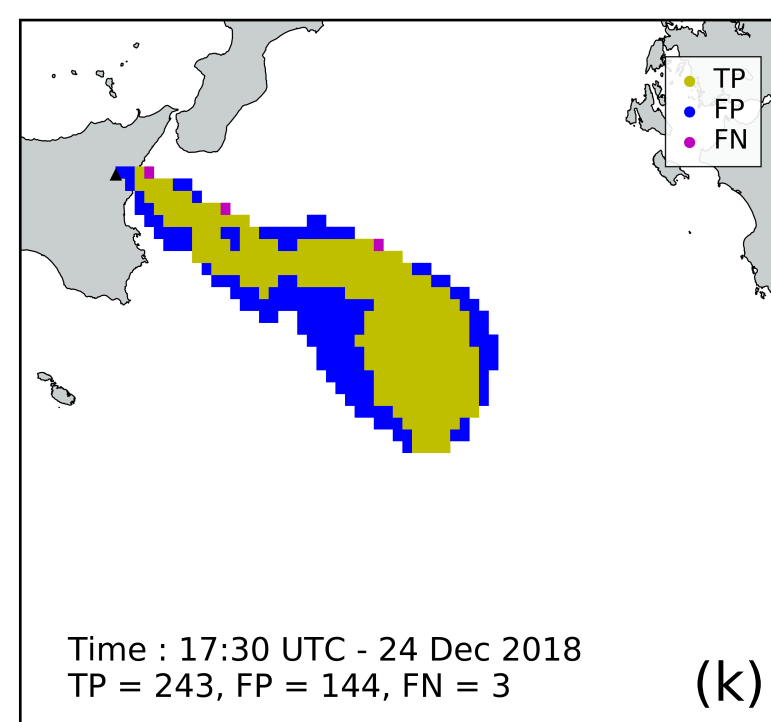 TP
FP
FN
Time : 17:30 UTC - 24 Dec 2018
TP = 243, FP = 144, FN = 3
(k)